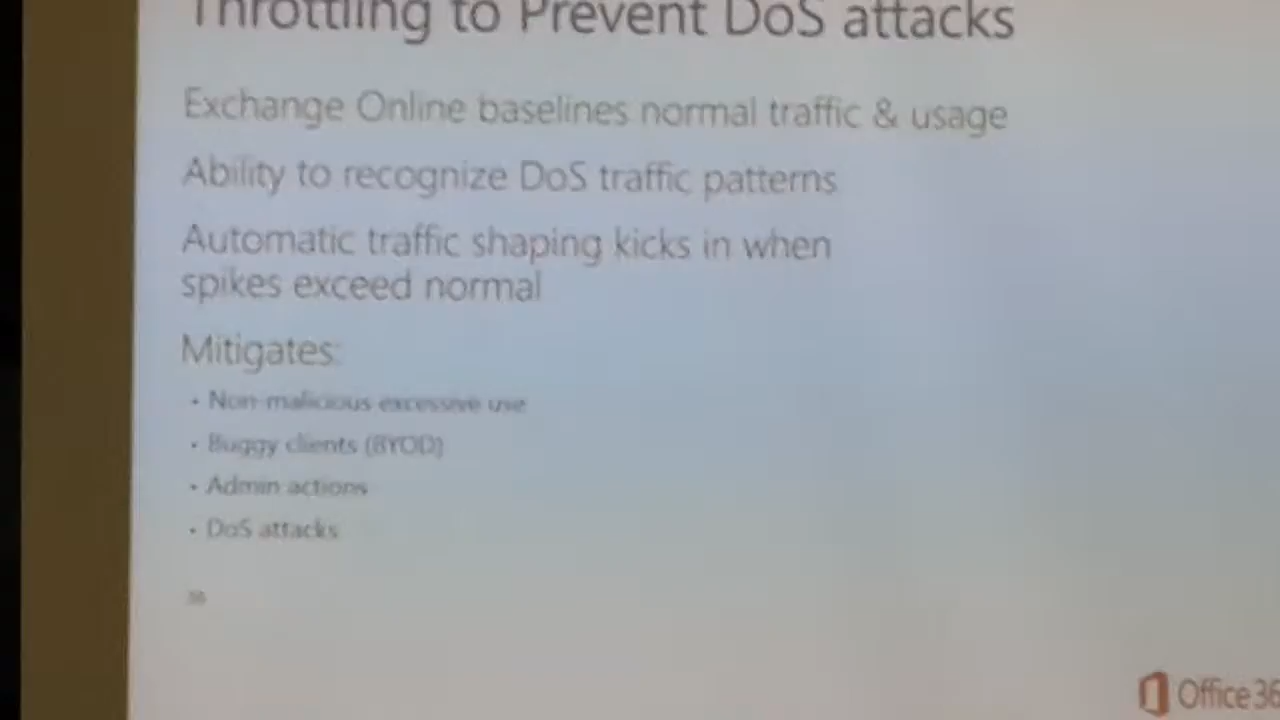 Throttling to Prevent DoS attacks
Exchange Online baselines normal traffic & usage
Ability to recognize DoS traffic patterns
Automatic traffic shaping kicks in when
spikes exceed normal
Mitigates:
• Non-malicious excessive use
• Buggy clients (BYOD)
• Admin actions
• DoS attacks
Office 36